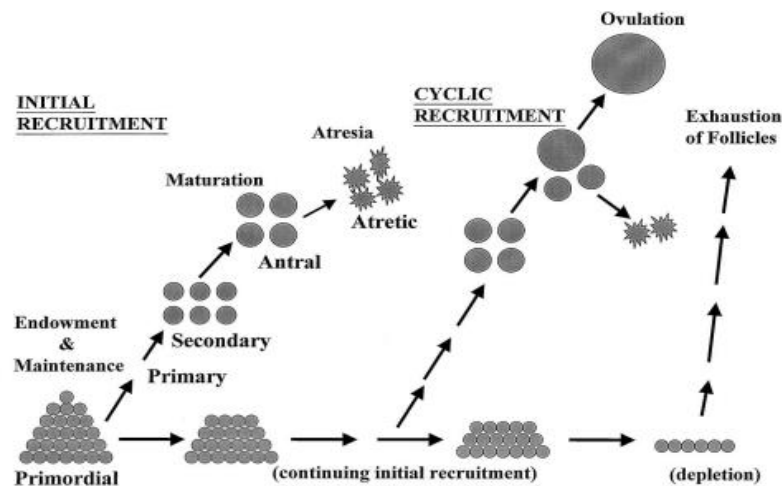 Ovulation
INITIAL
RECRUITMENT
CYCLIC
RECRUITMENT
Exhaustion
of Follicles
Atresia
Maturation
Atretic
Antral
Endowment
&
Maintenance
Secondary
Primary
Primordial
(continuing initial recruitment)
(depletion)